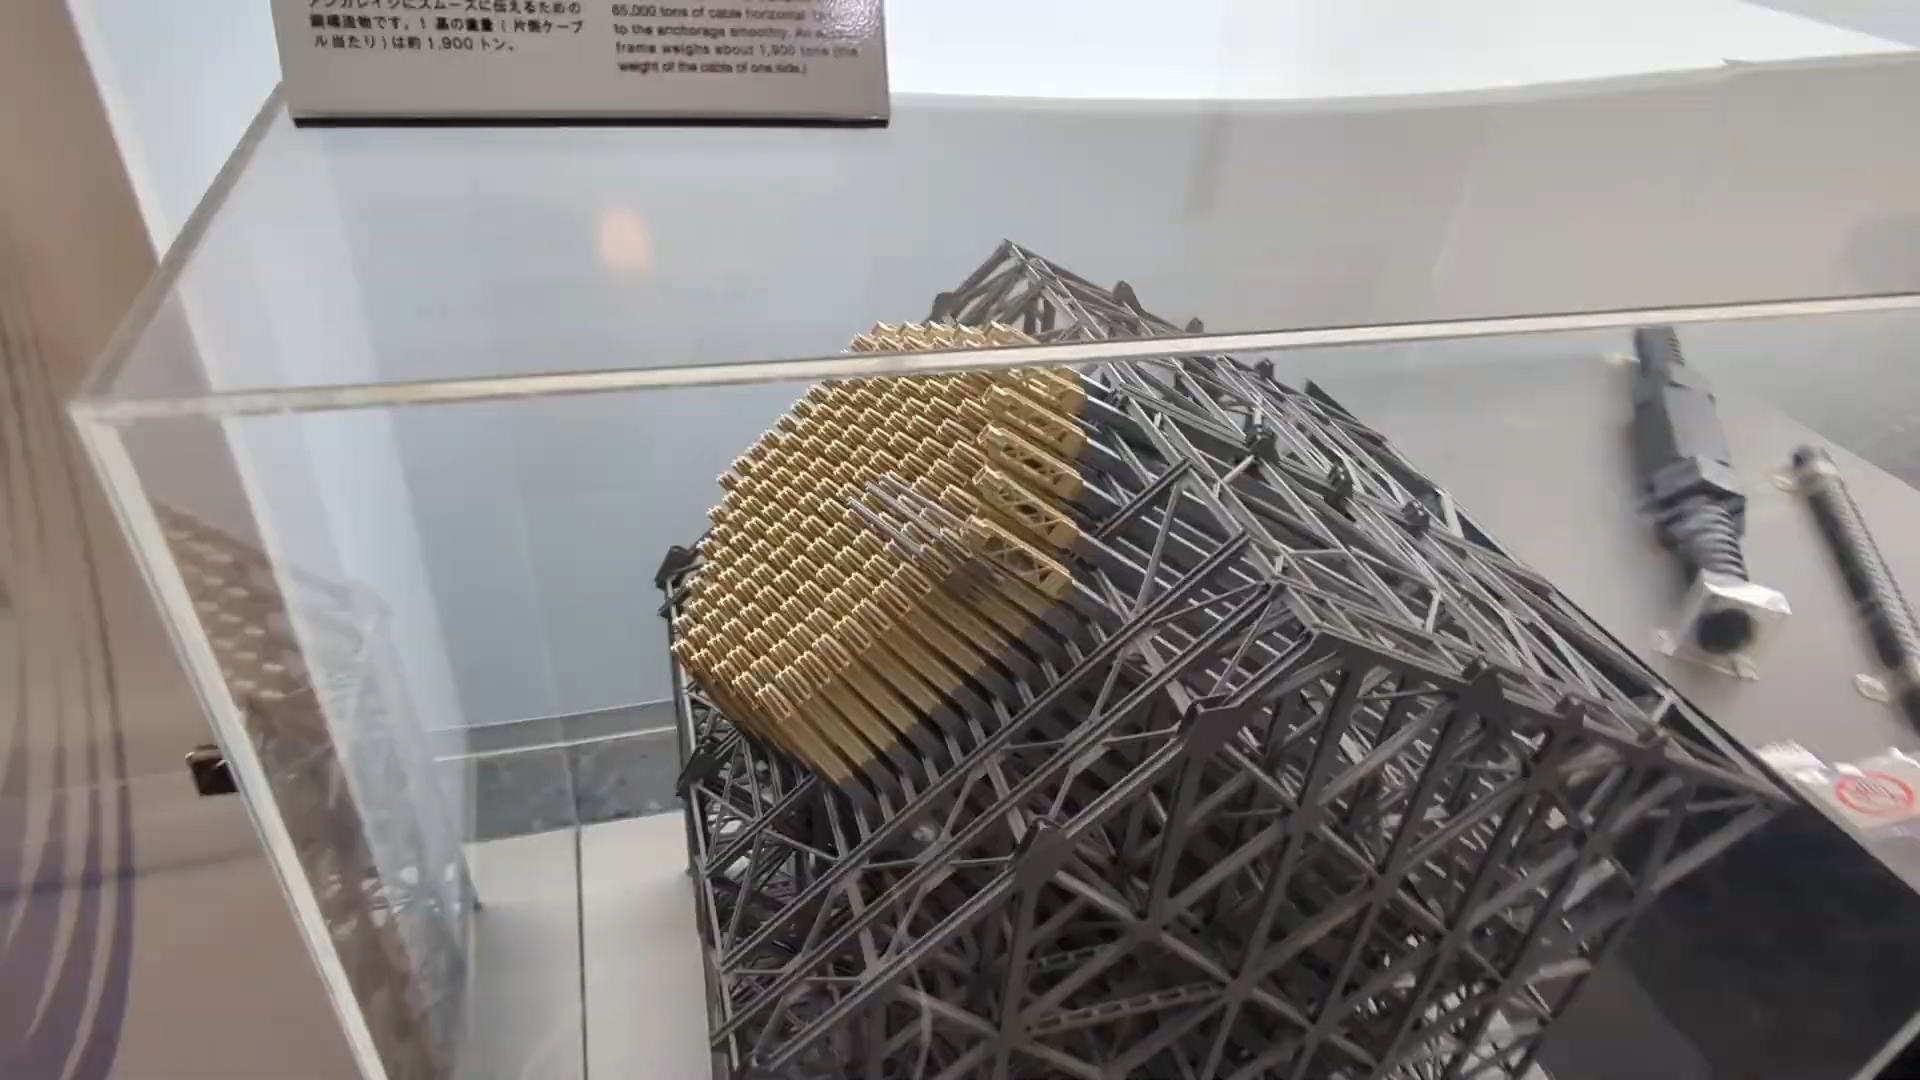 アンカレイジにスムーズに伝えるための
鋼構造物です。1 基の重量 ( 片側ケーブ
ル当たり ) は約 1,900 トン。
65,000 tons of cable horizontal
to the anchorage smoothly. An
frame weighs about 1,900 tons (the
weight of the cable of one side.)